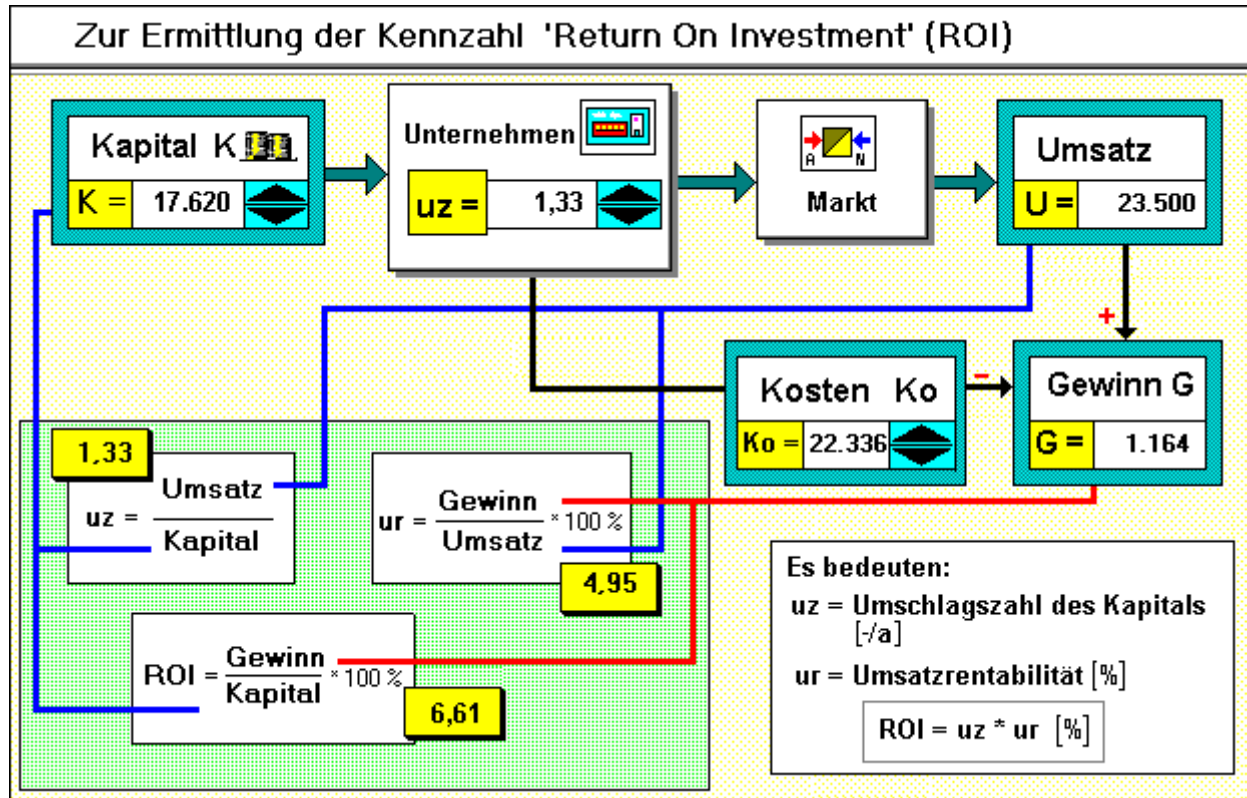 Zur Ermittlung der Kennzahl 'Return On Investment' (ROI)
Kapital K
K = 17.620
Unternehmen
uz = 1,33
A N
Markt
Umsatz
U = 23.500
+
Kosten Ko
Ko = 22.336
−
Gewinn G
G = 1.164
1,33
uz = Umsatz
Kapital
ur = Gewinn * 100 %
Umsatz
4,95
ROI = Gewinn * 100 %
Kapital
6,61
Es bedeuten:
uz = Umschlagszahl des Kapitals
[-/a]
ur = Umsatzrentabilität [%]
ROI = uz * ur [%]